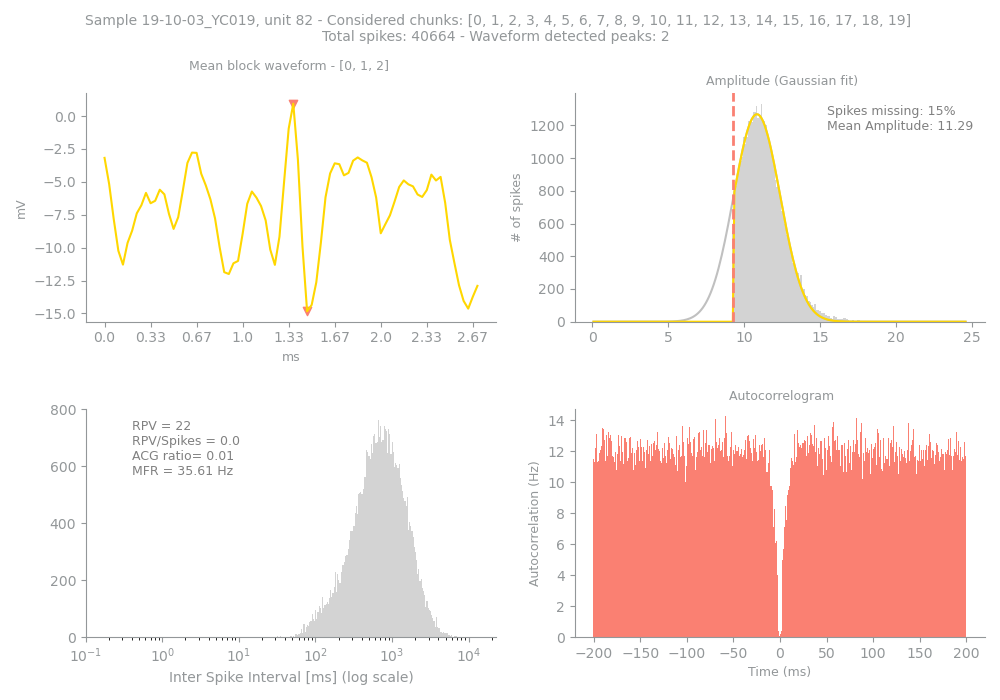 Sample 19-10-03_YC019, unit 82 - Considered chunks: [0, 1, 2, 3, 4, 5, 6, 7, 8, 9, 10, 11, 12, 13, 14, 15, 16, 17, 18, 19]
Total spikes: 40664 - Waveform detected peaks: 2
Mean block waveform - [0, 1, 2]
0.0
−2.5
−5.0
−7.5
−10.0
−12.5
−15.0
mV
0.0 0.33 0.67 1.0 1.33 1.67 2.0 2.33 2.67
ms
Amplitude (Gaussian fit)
Spikes missing: 15%
Mean Amplitude: 11.29
1200
1000
800
600
400
200
0
# of spikes
0 5 10 15 20 25
800
600
400
200
0
RPV = 22
RPV/Spikes = 0.0
ACG ratio= 0.01
MFR = 35.61 Hz
10⁻¹ 10⁰ 10¹ 10² 10³ 10⁴
Inter Spike Interval [ms] (log scale)
Autocorrelogram
14
12
10
8
6
4
2
0
Autocorrelation (Hz)
−200 −150 −100 −50 0 50 100 150 200
Time (ms)